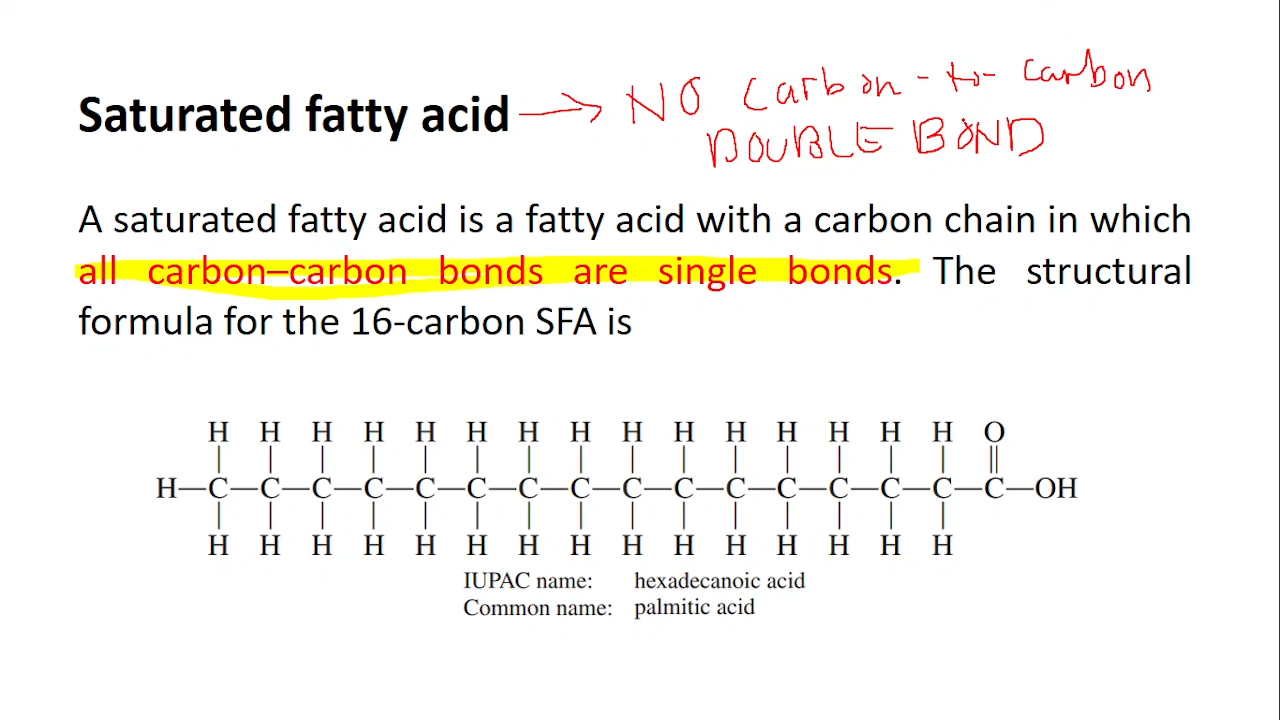 Saturated fatty acid → NO carbon-to-carbon
DOUBLE BOND
A saturated fatty acid is a fatty acid with a carbon chain in which
all carbon–carbon bonds are single bonds. The structural
formula for the 16-carbon SFA is
H H H H H H H H H H H H H H H O
H—C—C—C—C—C—C—C—C—C—C—C—C—C—C—C—C—OH
H H H H H H H H H H H H H H H
IUPAC name: hexadecanoic acid
Common name: palmitic acid